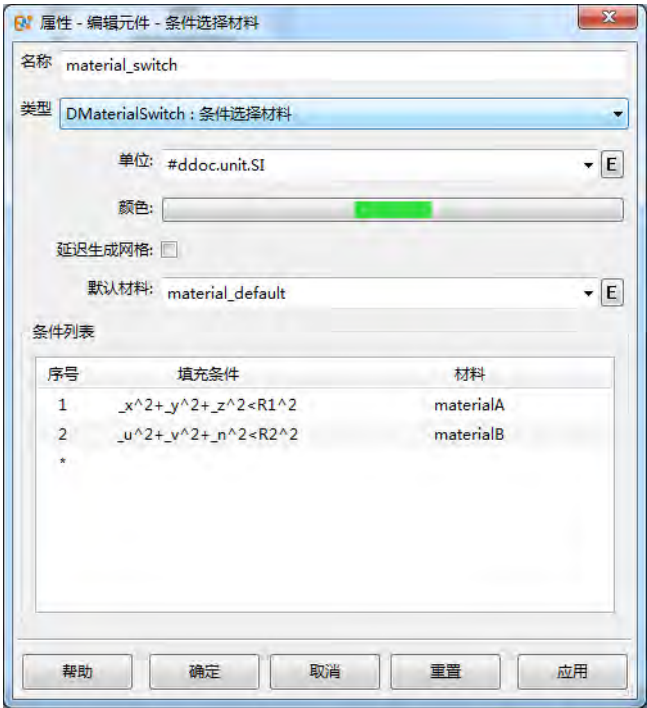 属性 - 编辑元件 - 条件选择材料
名称 material_switch
类型 DMaterialSwitch : 条件选择材料
单位: #ddoc.unit.SI E
颜色:
延迟生成网格:
默认材料: material_default E
条件列表
序号 填充条件 材料
1 _x^2+_y^2+_z^2<R1^2 materialA
2 _u^2+_v^2+_n^2<R2^2 materialB
*
帮助 确定 取消 重置 应用